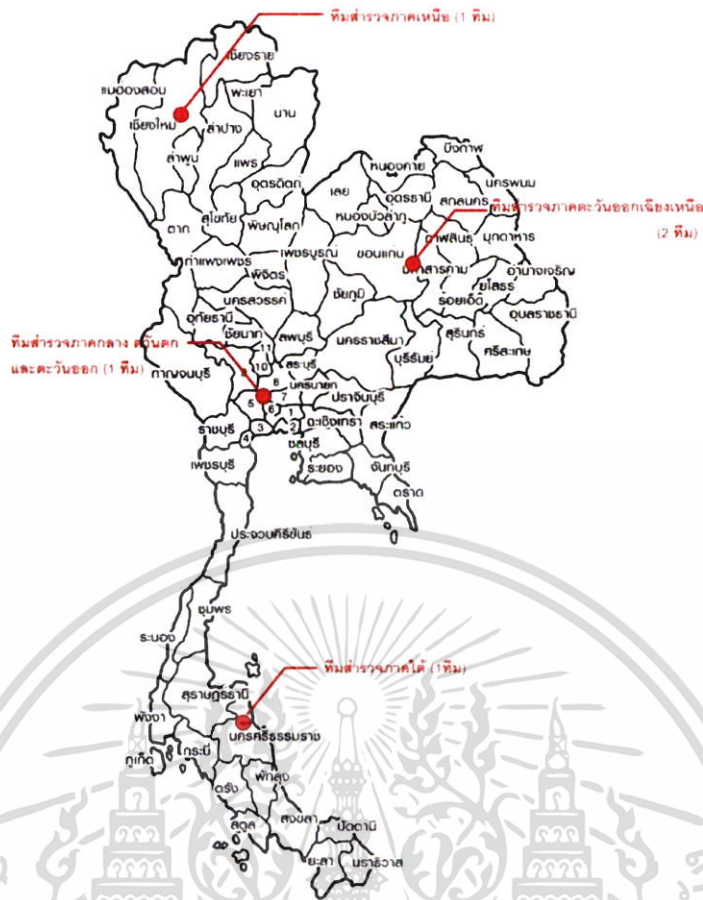 ทีมสำรวจภาคเหนือ (1 ทีม)
เชียงราย
แม่ฮ่องสอน
พะเยา
น่าน
เชียงใหม่
ลำปาง
ลำพูน
แพร่
อุตรดิตถ์
ตาก
สุโขทัย
พิษณุโลก
บึงกาฬ
หนองคาย
เลย
อุดรธานี
สกลนคร
นครพนม
ทีมสำรวจภาคตะวันออกเฉียงเหนือ
(2 ทีม)
หนองบัวลำภู
เพชรบูรณ์
ขอนแก่น
กาฬสินธุ์
มุกดาหาร
มหาสารคาม
กำแพงเพชร
พิจิตร
ชัยภูมิ
ร้อยเอ็ด
ยโสธร
อำนาจเจริญ
อุบลราชธานี
นครสวรรค์
อุทัยธานี
ชัยนาท
ลพบุรี
นครราชสีมา
บุรีรัมย์
สุรินทร์
ศรีสะเกษ
ทีมสำรวจภาคกลาง ตวันตก
และตะวันออก (1 ทีม)
11
10
สระบุรี
กาญจนบุรี
9
8
นครนายก
5
7
ปราจีนบุรี
6
1
ฉะเชิงเทรา
สระแก้ว
ราชบุรี
3
2
4
ชลบุรี
เพชรบุรี
ระยอง
จันทบุรี
ตราด
ประจวบคีรีขันธ์
ชุมพร
ระนอง
ทีมสำรวจภาคใต้ (1ทีม)
สุราษฎร์ธานี
พังงา
นครศรีธรรมราช
กระบี่
ภูเก็ต
ตรัง
พัทลุง
สตูล
สงขลา
ปัตตานี
ยะลา
นราธิวาส